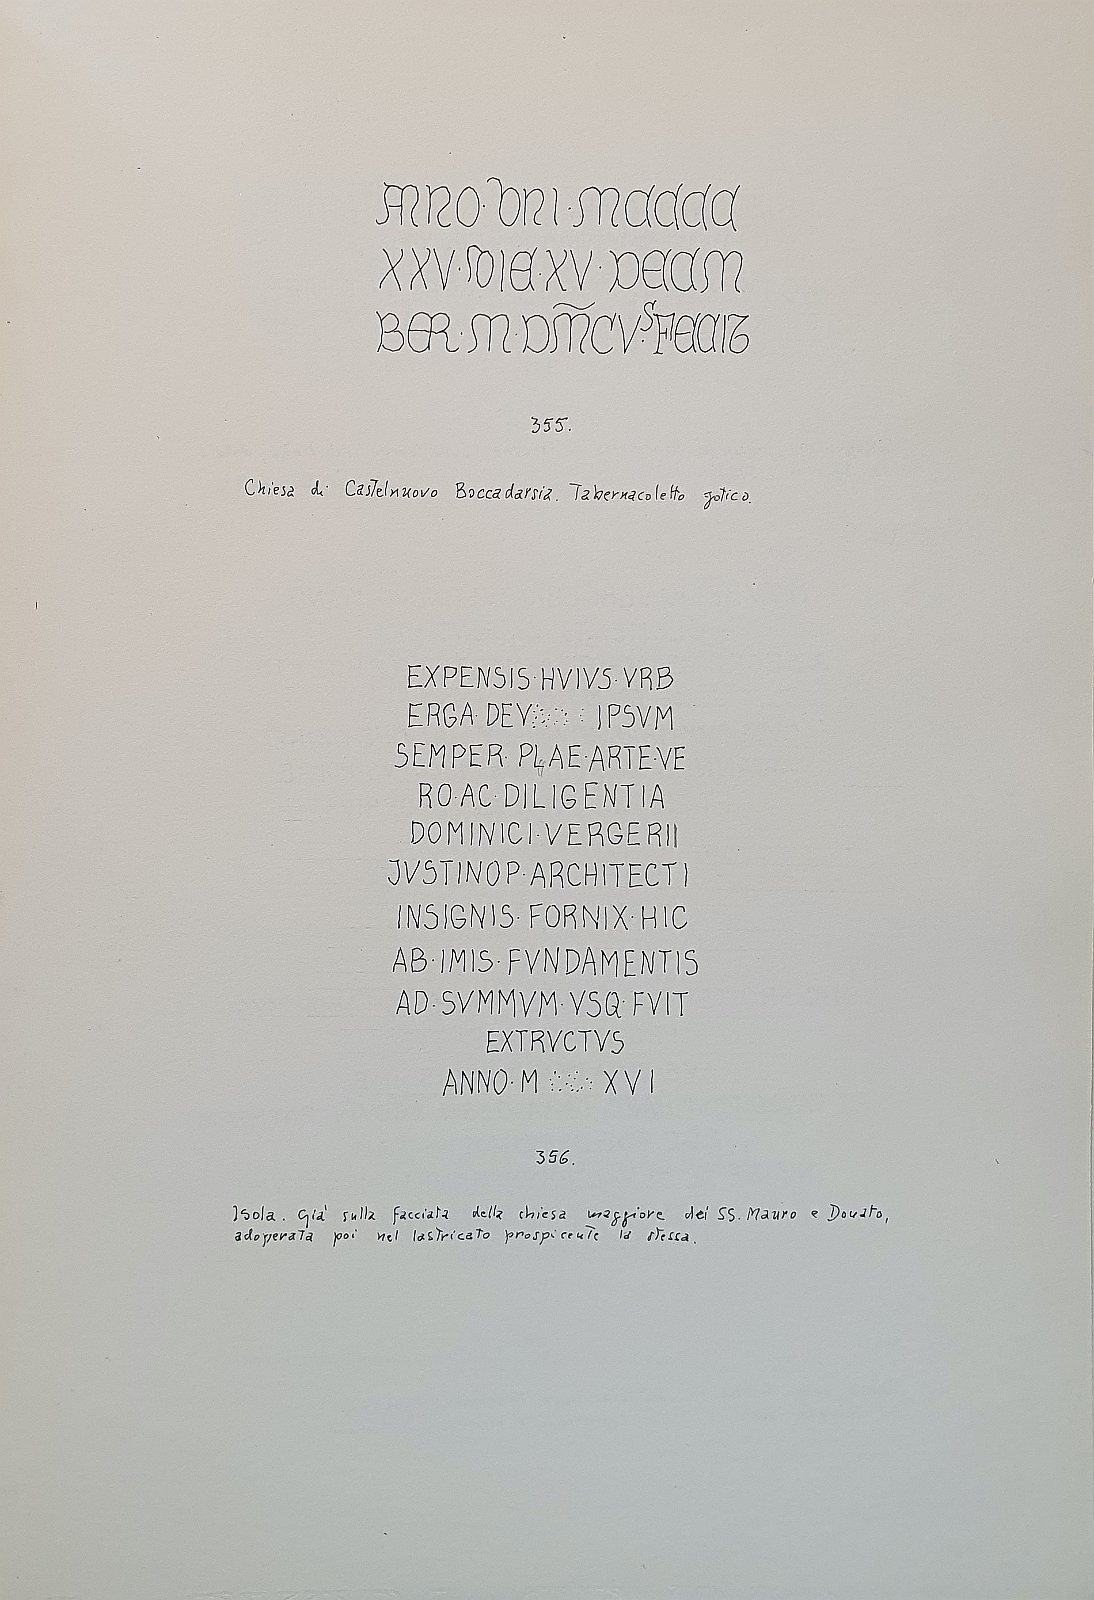 ANNO·DNI·MCCCC
XXV·DIE·XV·DECEM
BER·M·DMCVS·FECIT
355.
Chiesa di Castelnuovo Boccadarsia. Tabernacoletto gotico.
EXPENSIS·HVIVS·VRB
ERGA·DEV IPSVM
SEMPER· AE·ARTE·VE
RO·AC·DILIGENTIA
DOMINICI·VERGERII
JVSTINOP·ARCHITECTI
INSIGNIS·FORNIX·HIC
AB·IMIS·FVNDAMENTIS
AD·SVMMVM·VSQ·FVIT
EXTRVCTVS
ANNO·M XVI
356.
Isola. Già sulla facciata della chiesa maggiore dei SS. Mauro e Donato,
adoperata poi nel lastricato prospicente la stessa.